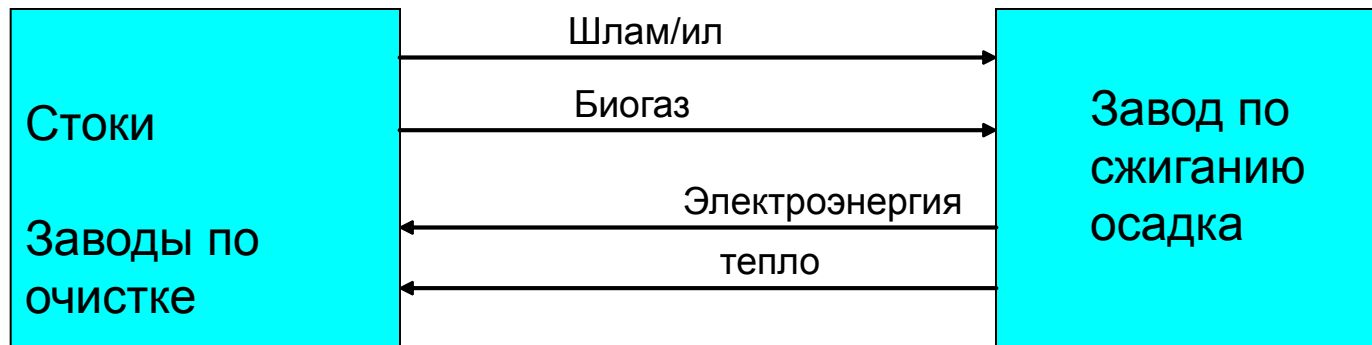 Стоки
Заводы по
очистке
Шлам/ил
Биогаз
Электроэнергия
тепло
Завод по
сжиганию
осадка